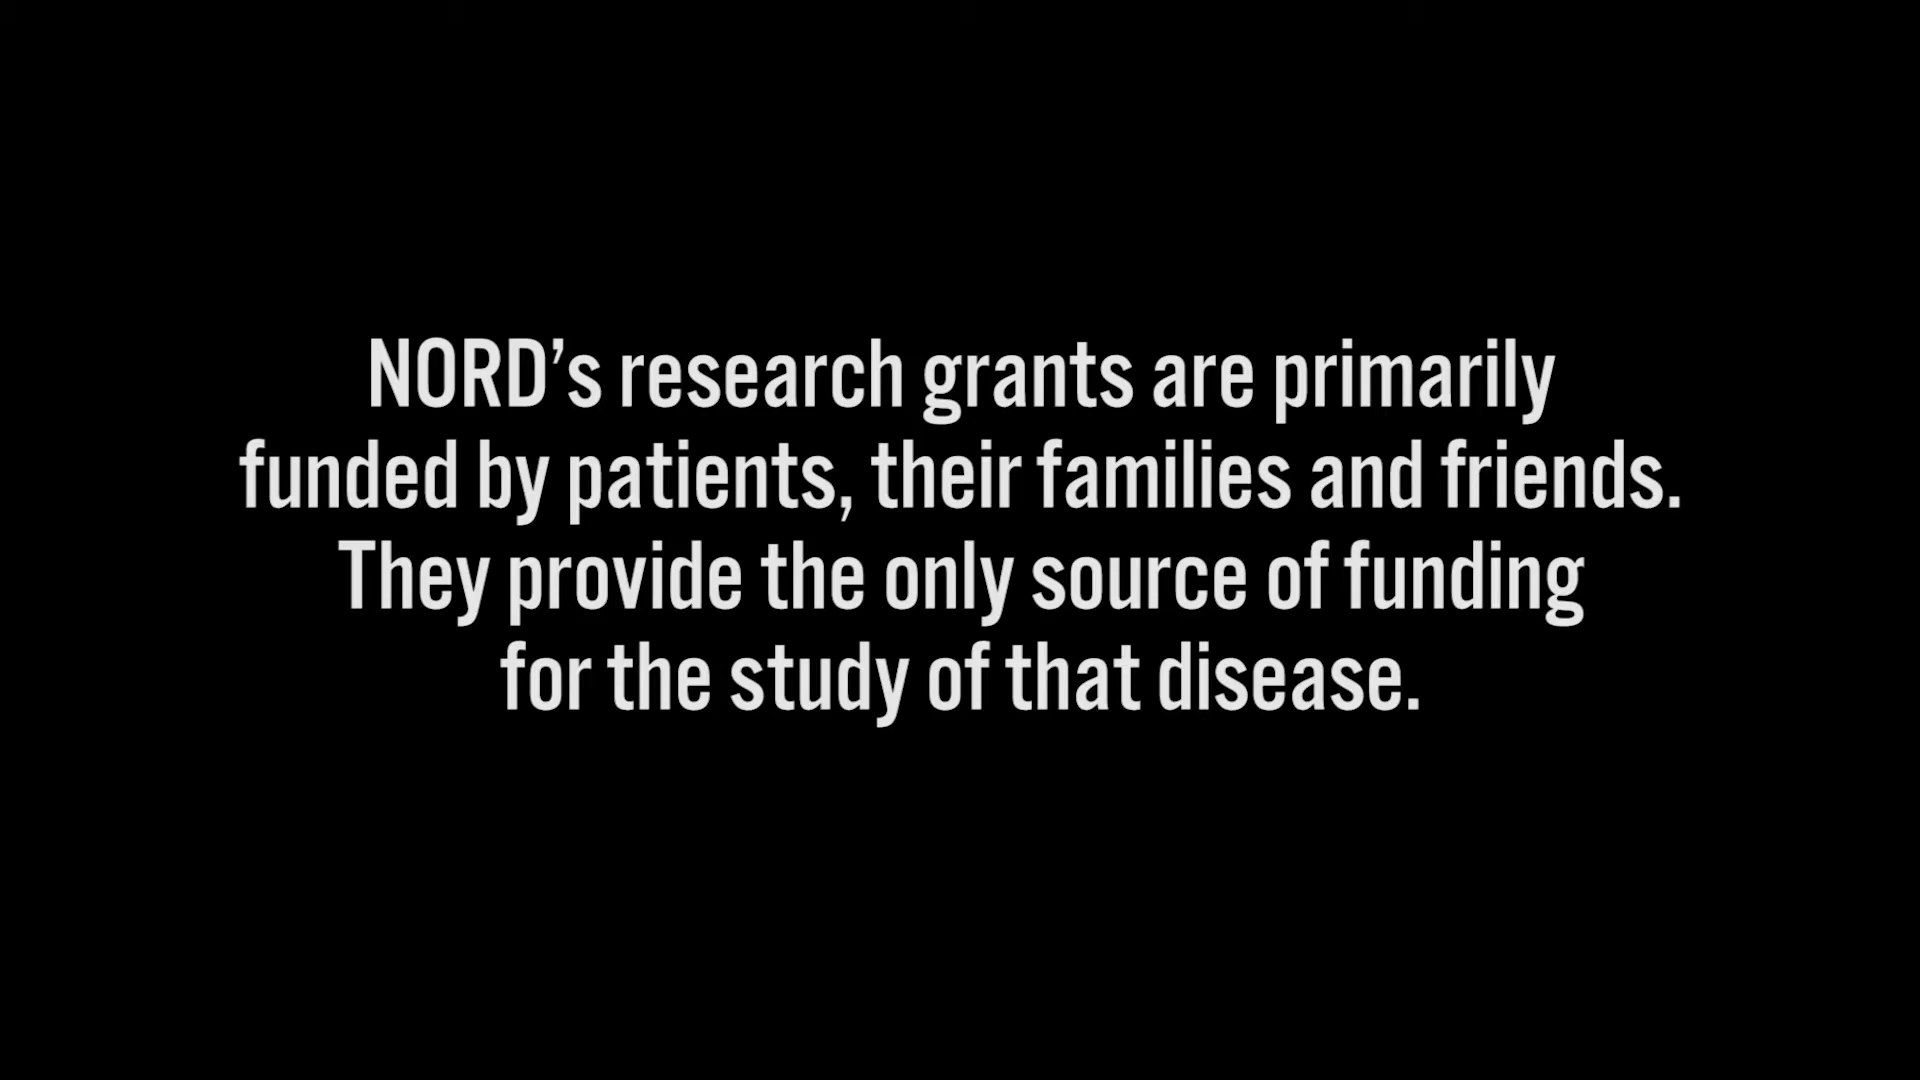 NORD’s research grants are primarily
funded by patients, their families and friends.
They provide the only source of funding
for the study of that disease.